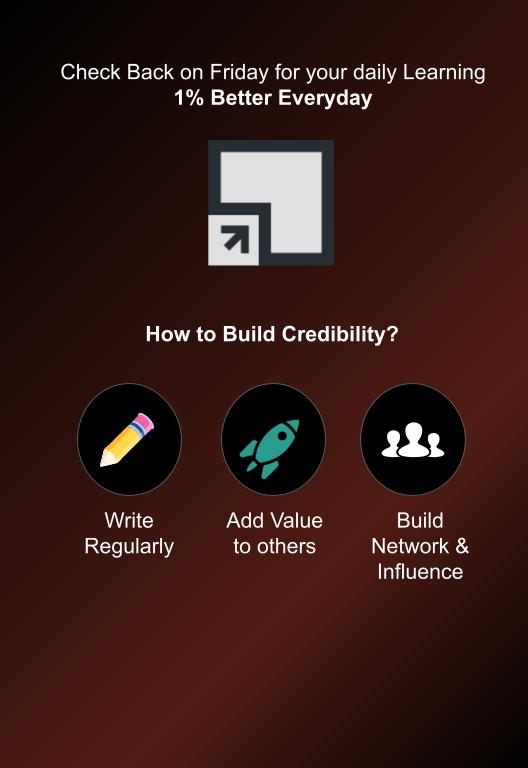 Check Back on Friday for your daily Learning
1% Better Everyday
How to Build Credibility?
Write
Regularly
Add Value
to others
Build
Network &
Influence